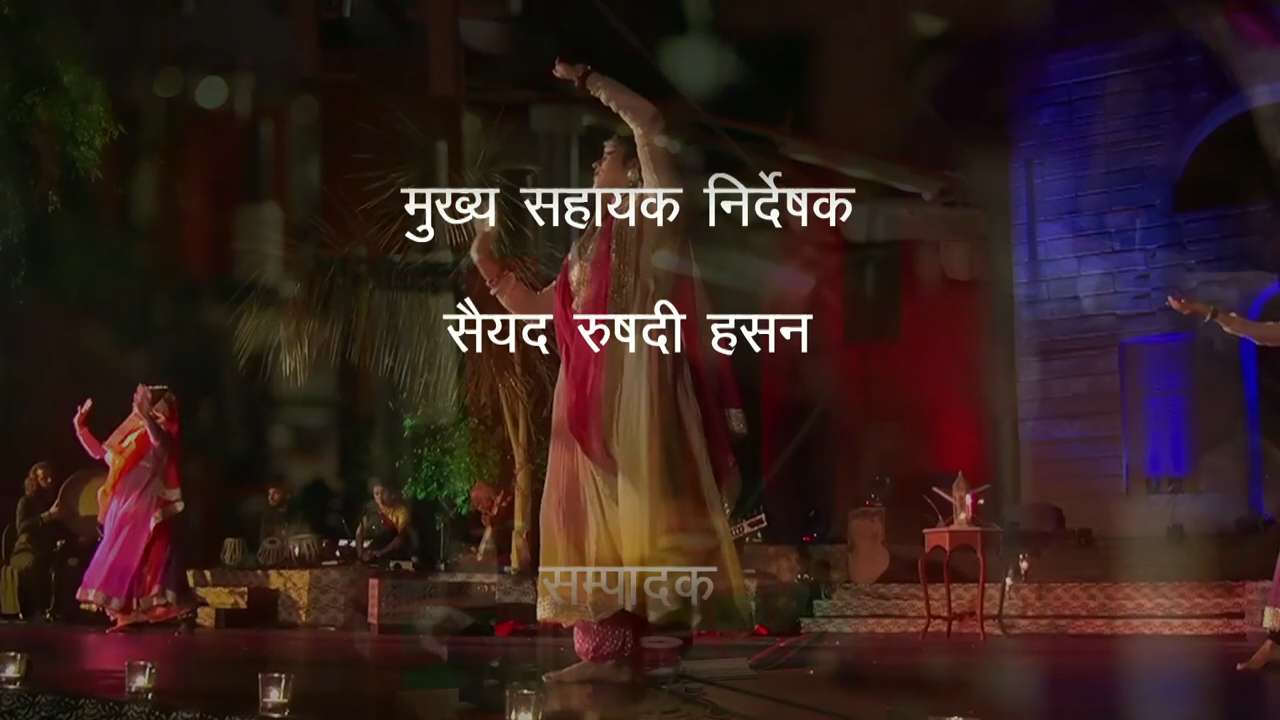 मुख्य सहायक निर्देषक
सैयद रुषदी हसन
सम्पादक